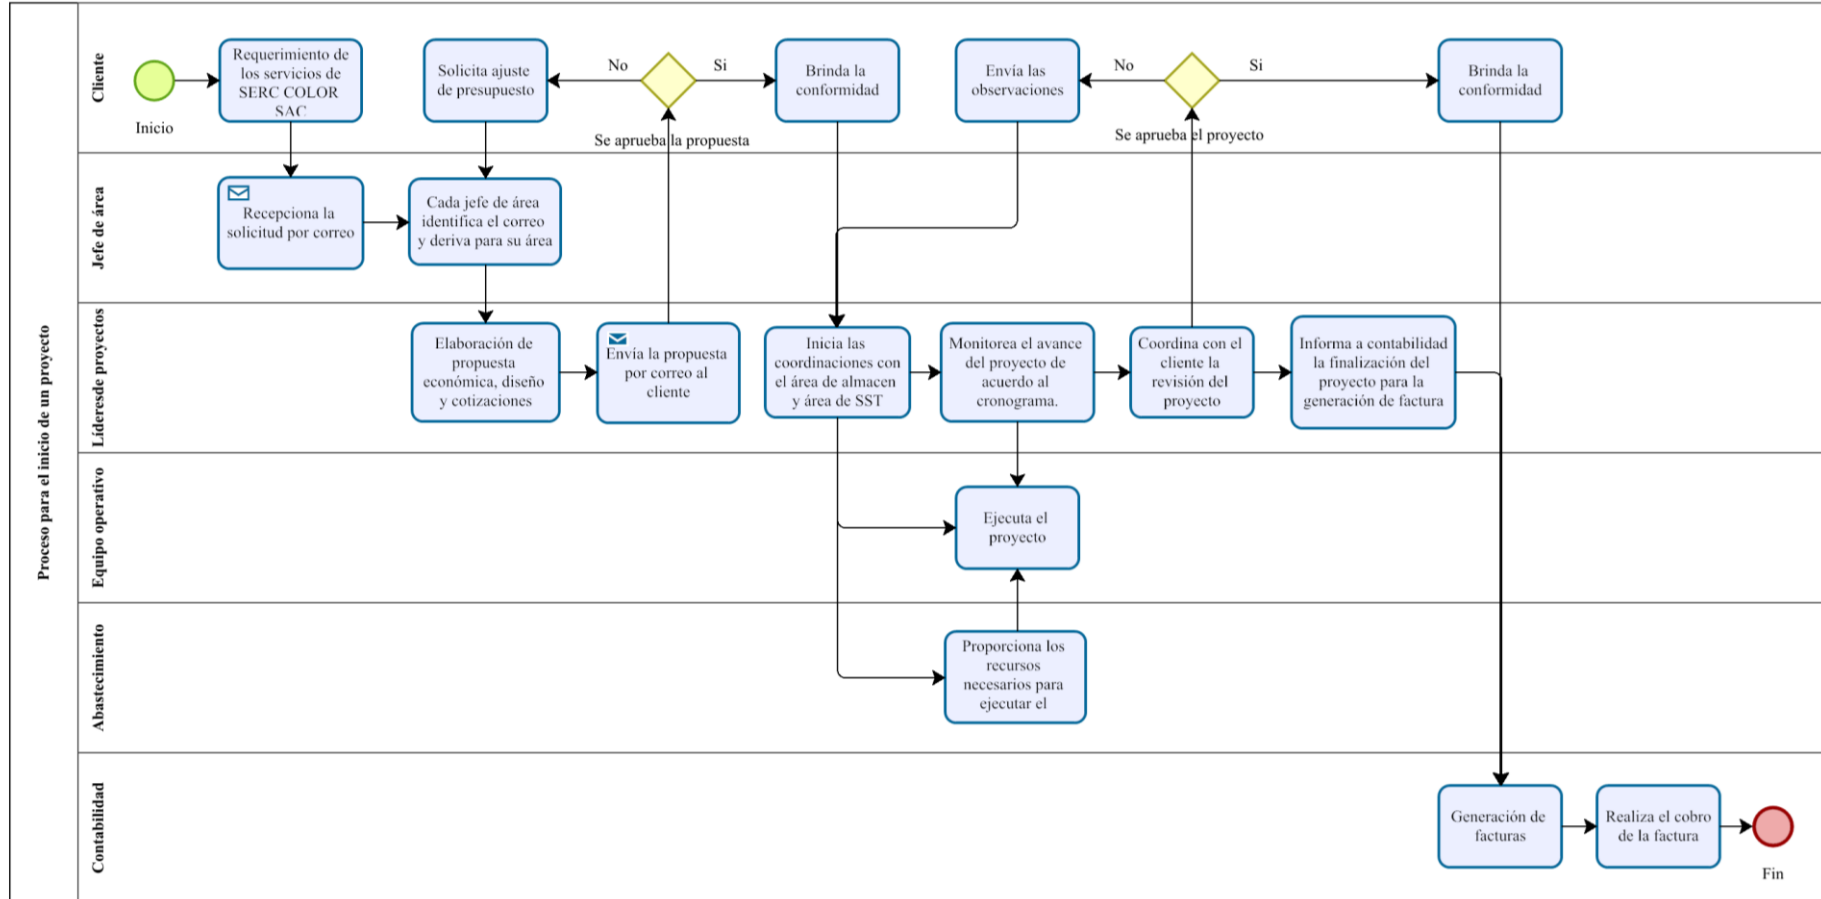 Proceso para el inicio de un proyecto
Cliente
Inicio
Requerimiento de
los servicios de
SERC COLOR
SAC
Solicita ajuste
de presupuesto
No
Si
Se aprueba la propuesta
Brinda la
conformidad
Envía las
observaciones
No
Si
Se aprueba el proyecto
Brinda la
conformidad
Jefe de área
Recepciona la
solicitud por correo
Cada jefe de área
identifica el correo
y deriva para su área
Líderesde proyectos
Elaboración de
propuesta
económica, diseño
y cotizaciones
Envía la propuesta
por correo al
cliente
Inicia las
coordinaciones con
el área de almacen
y área de SST
Monitorea el avance
del proyecto de
acuerdo al
cronograma.
Coordina con el
cliente la
revisión del
proyecto
Informa a contabilidad
la finalización del
proyecto para la
generación de factura
Equipo operativo
Ejecuta el
proyecto
Abastecimiento
Proporciona los
recursos
necesarios para
ejecutar el
Contabilidad
Generación de
facturas
Realiza el cobro
de la factura
Fin